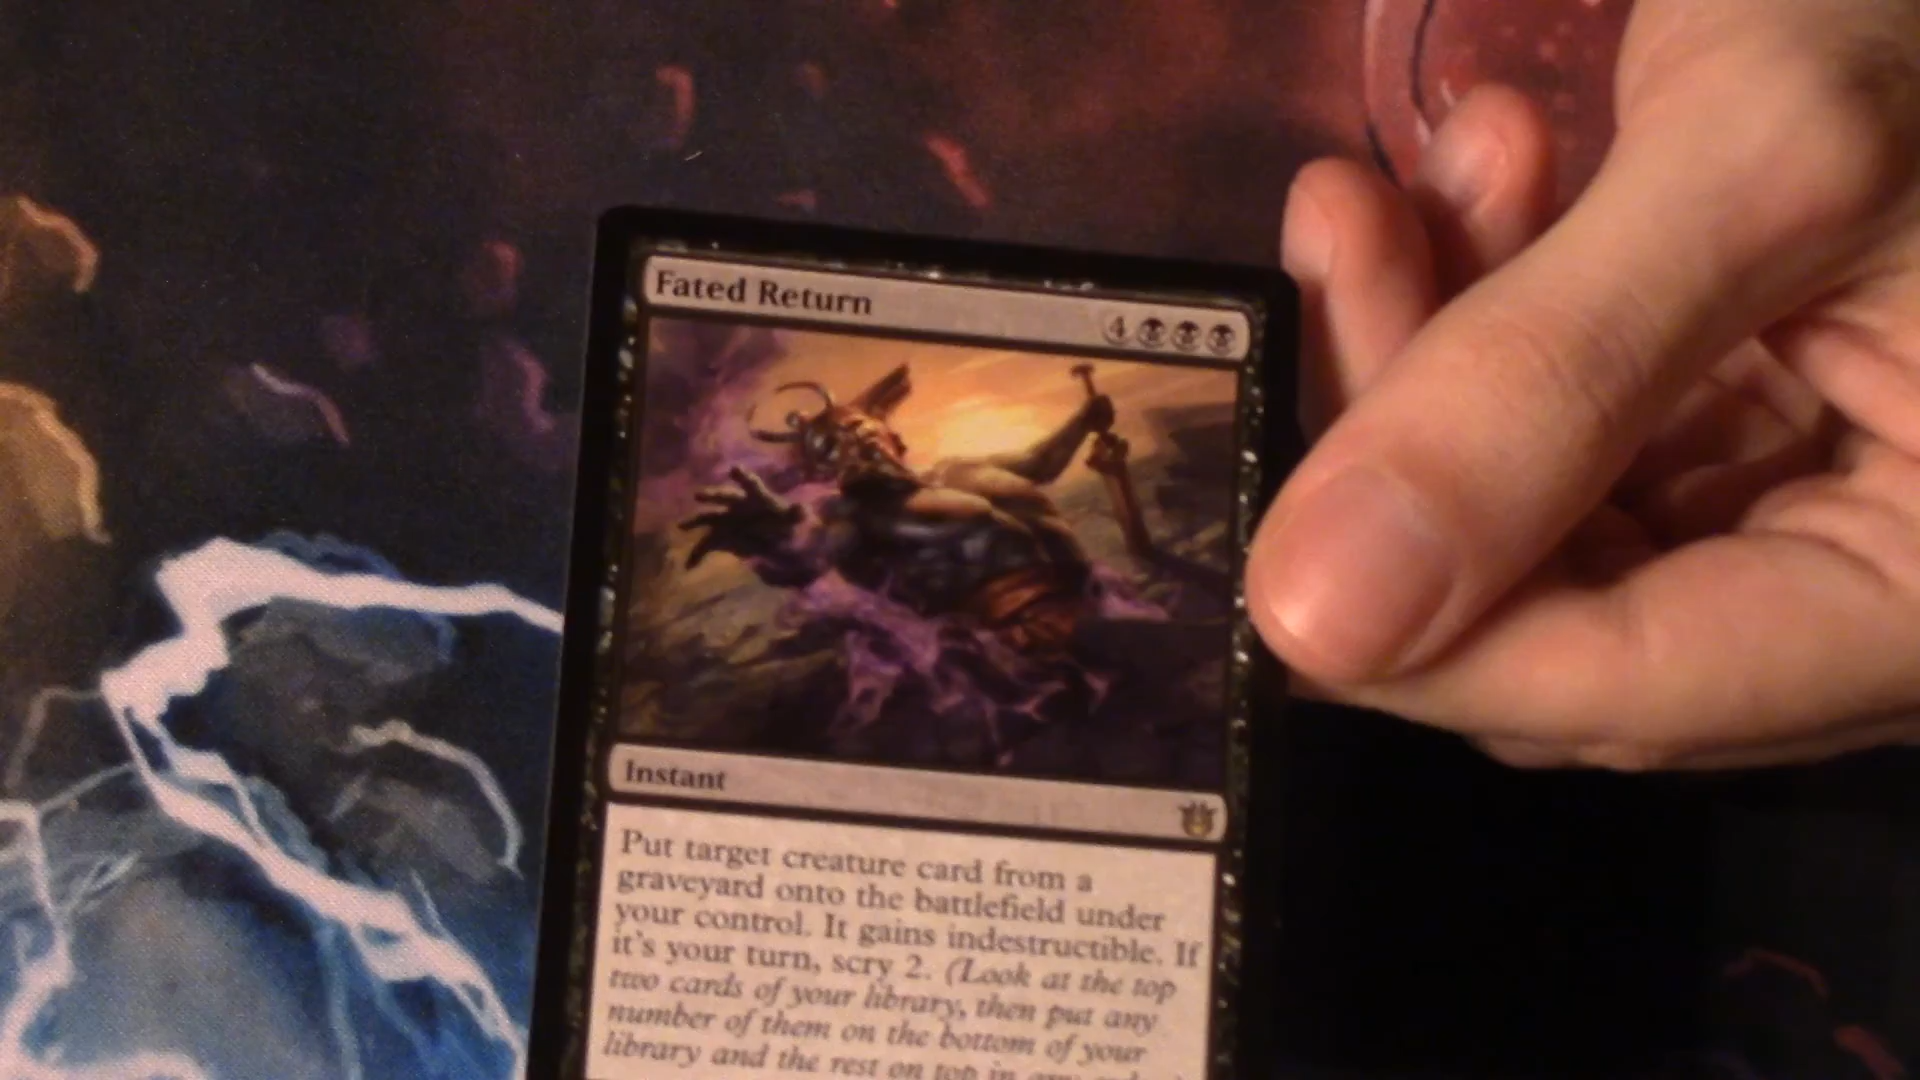 Fated Return
4
Instant
Put target creature card from a
graveyard onto the battlefield under
your control. It gains indestructible. If
it's your turn, scry 2. (Look at the top
two cards of your library, then put any
number of them on the bottom of your
library and the rest on top in any